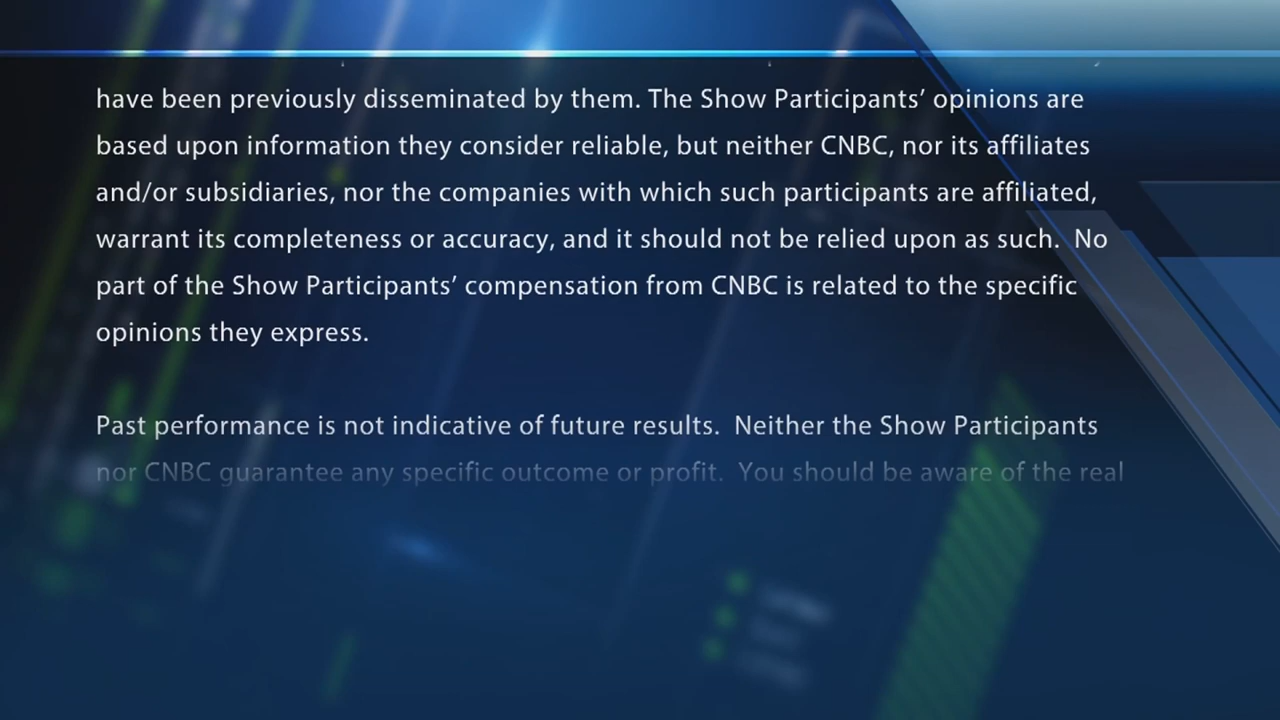 have been previously disseminated by them. The Show Participants’ opinions are
based upon information they consider reliable, but neither CNBC, nor its affiliates
and/or subsidiaries, nor the companies with which such participants are affiliated,
warrant its completeness or accuracy, and it should not be relied upon as such.  No
part of the Show Participants’ compensation from CNBC is related to the specific
opinions they express.
Past performance is not indicative of future results.  Neither the Show Participants
nor CNBC guarantee any specific outcome or profit.  You should be aware of the real